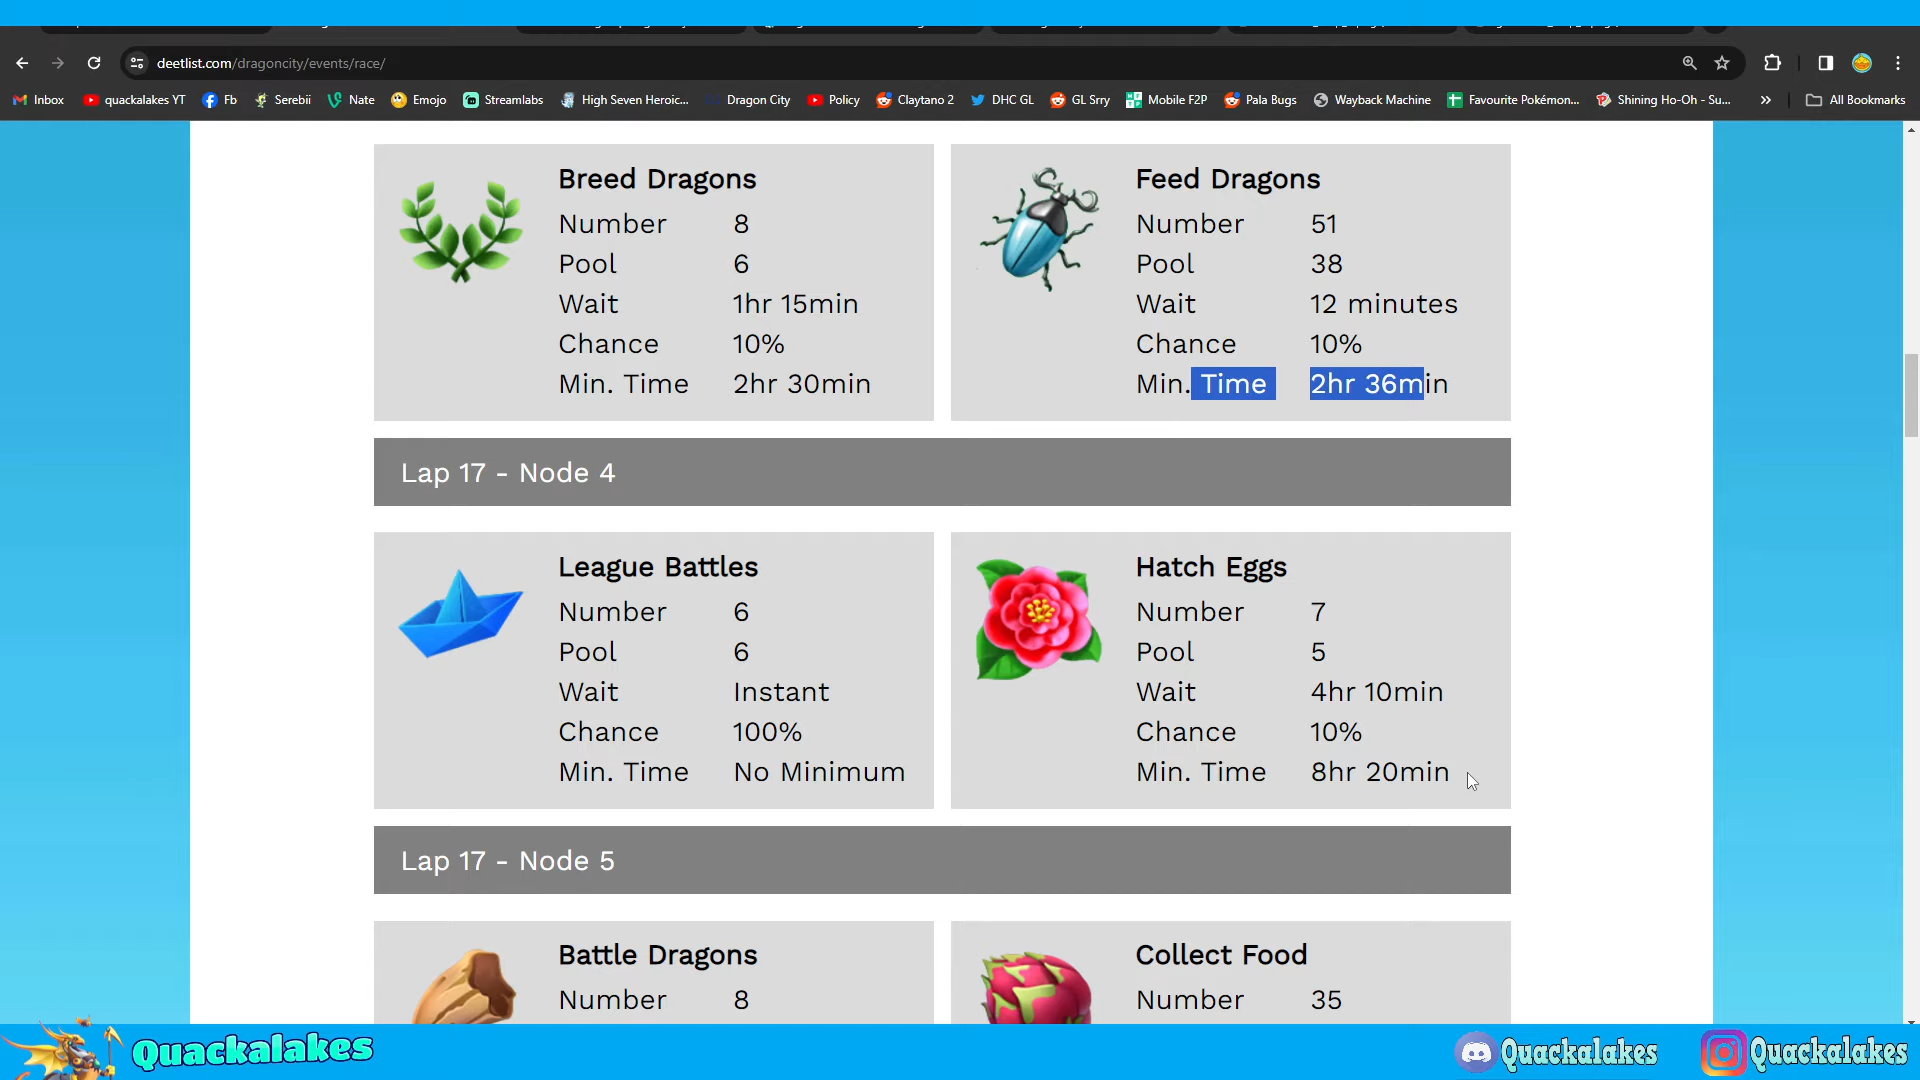 deetlist.com/dragoncity/events/race/
Inbox quackalakes YT Fb Serebii Nate Emojo Streamlabs High Seven Heroic... Dragon City Policy Claytano 2 DHC GL GL Srry Mobile F2P Pala Bugs Wayback Machine Favourite Pokémon... Shining Ho-Oh - Su... » All Bookmarks
Breed Dragons
Number 8
Pool 6
Wait 1hr 15min
Chance 10%
Min. Time 2hr 30min
Feed Dragons
Number 51
Pool 38
Wait 12 minutes
Chance 10%
Min. Time 2hr 36min
Lap 17 - Node 4
League Battles
Number 6
Pool 6
Wait Instant
Chance 100%
Min. Time No Minimum
Hatch Eggs
Number 7
Pool 5
Wait 4hr 10min
Chance 10%
Min. Time 8hr 20min
Lap 17 - Node 5
Battle Dragons
Number 8
Collect Food
Number 35
Quackalakes
Quackalakes
Quackalakes